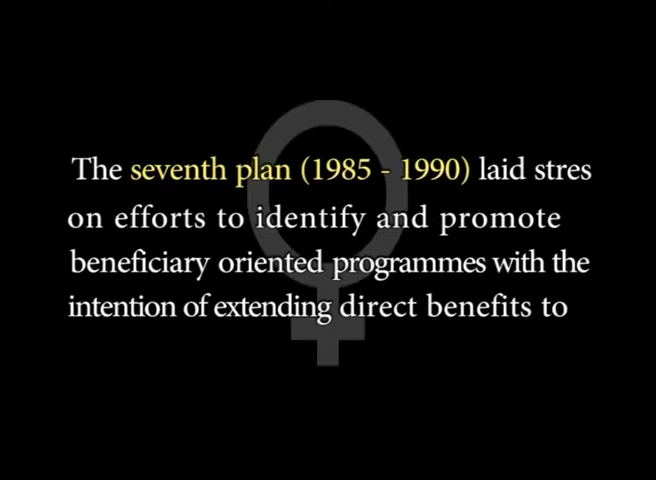 The seventh plan (1985 - 1990) laid stres
on efforts to identify and promote
beneficiary oriented programmes with the
intention of extending direct benefits to